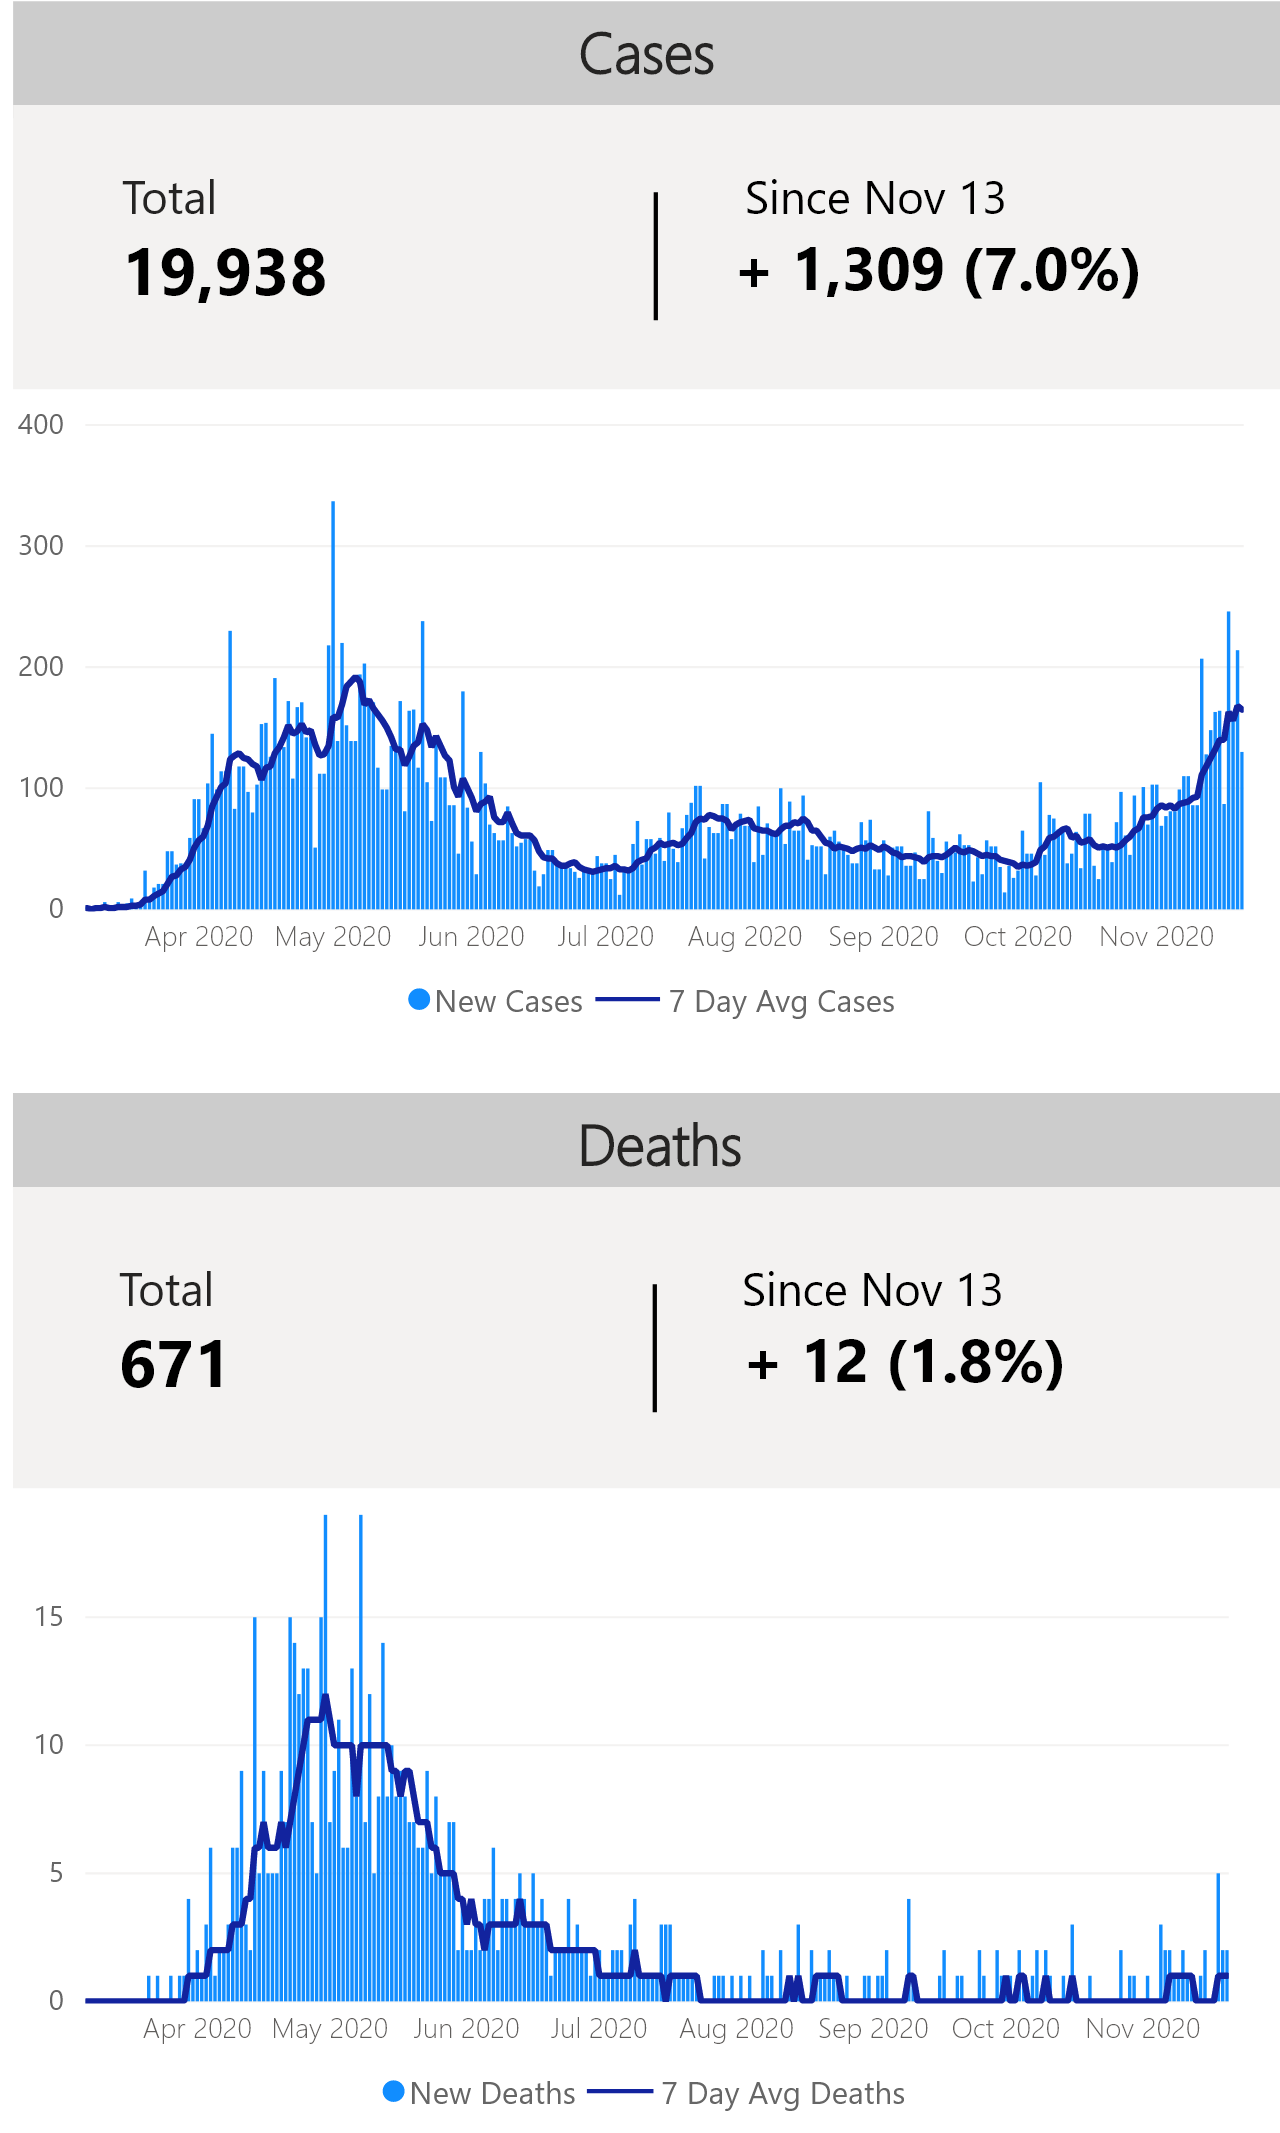 Cases
Total
Since Nov 13
19,938
+ 1,309 (7.0%)
400
300
200
100
0
Apr 2020 May 2020 Jun 2020 Jul 2020 Aug 2020 Sep 2020 Oct 2020 Nov 2020
New Cases 7 Day Avg Cases
Deaths
Total
Since Nov 13
671
+ 12 (1.8%)
15
10
5
0
Apr 2020 May 2020 Jun 2020 Jul 2020 Aug 2020 Sep 2020 Oct 2020 Nov 2020
New Deaths 7 Day Avg Deaths